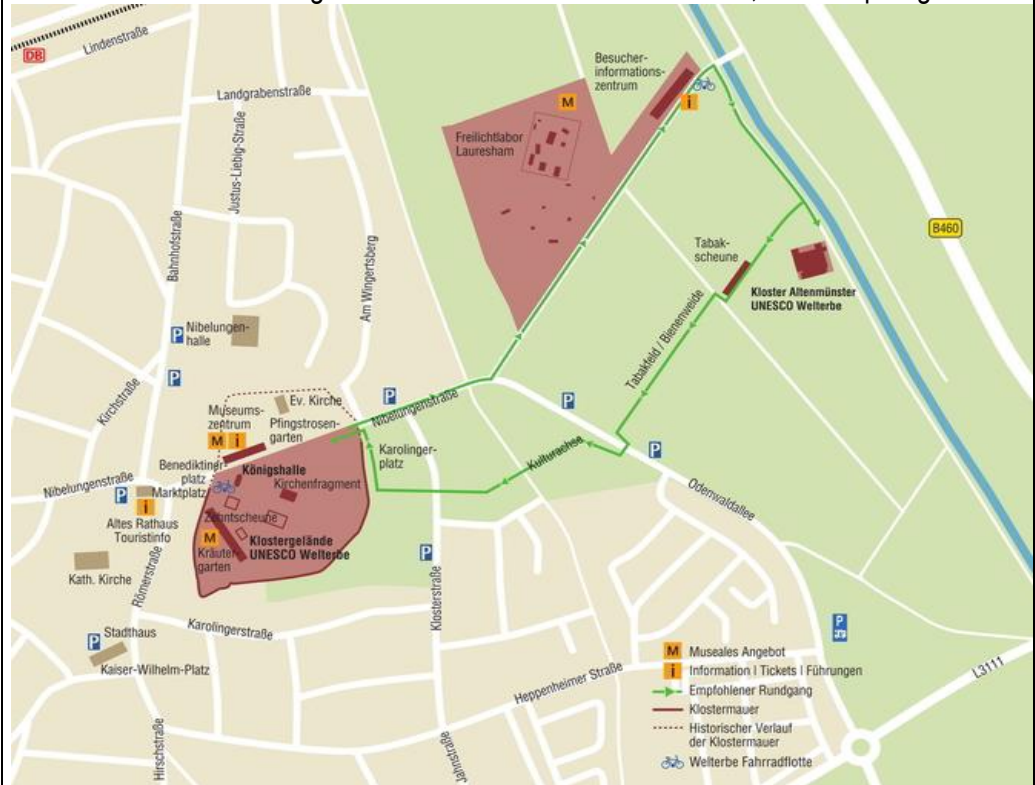 DB
Lindenstraße
Landgrabenstraße
Justus-Liebig-Straße
Bahnhofstraße
Am Wingertsberg
Besucher-
informations-
zentrum
i
M
Freilichtlabor
Lauresham
B460
Tabak-
scheune
Kloster Altenmünster
UNESCO Welterbe
Tabakfeld / Bienenweide
P
Nibelungen-
halle
P
Kirchstraße
P
P
Ev. Kirche
Nibelungenstraße
Museums-
zentrum
M i
Pfingstrosen-
garten
Karolinger-
platz
Kulturachse
P
Odenwaldallee
Benediktiner
platz
Königshalle
Kirchenfragment
Nibelungenstraße
Marktplatz
P
i
Altes Rathaus
Touristinfo
Zehntscheune
M
Kräuter
garten
Klostergelände
UNESCO Welterbe
P
Kath. Kirche
Römerstraße
Klosterstraße
Karolingerstraße
P
Stadthaus
Kaiser-Wilhelm-Platz
P
Heppenheimer Straße
L3111
Hirschstraße
Jahnstraße
M Museales Angebot
i Information | Tickets | Führungen
Empfohlener Rundgang
Klostermauer
Historischer Verlauf
der Klostermauer
Welterbe Fahrradflotte